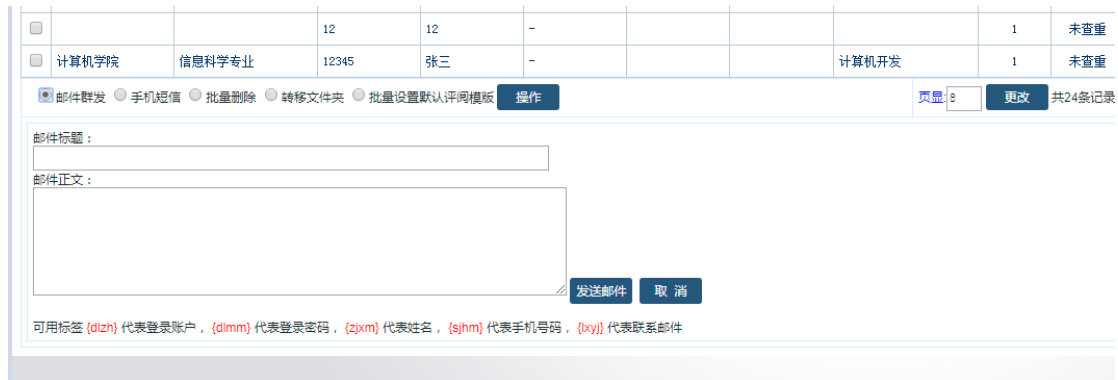 12 12 - 1 未查重
计算机学院 信息科学专业 12345 张三 - 计算机开发 1 未查重
邮件群发 手机短信 批量删除 转移文件夹 批量设置默认评阅模版 操作 页显:8 更改 共24条记录
邮件标题：
邮件正文：
发送邮件 取 消
可用标签 {dlzh} 代表登录账户， {dlmm} 代表登录密码， {zjxm} 代表姓名， {sjhm} 代表手机号码， {lxyj} 代表联系邮件